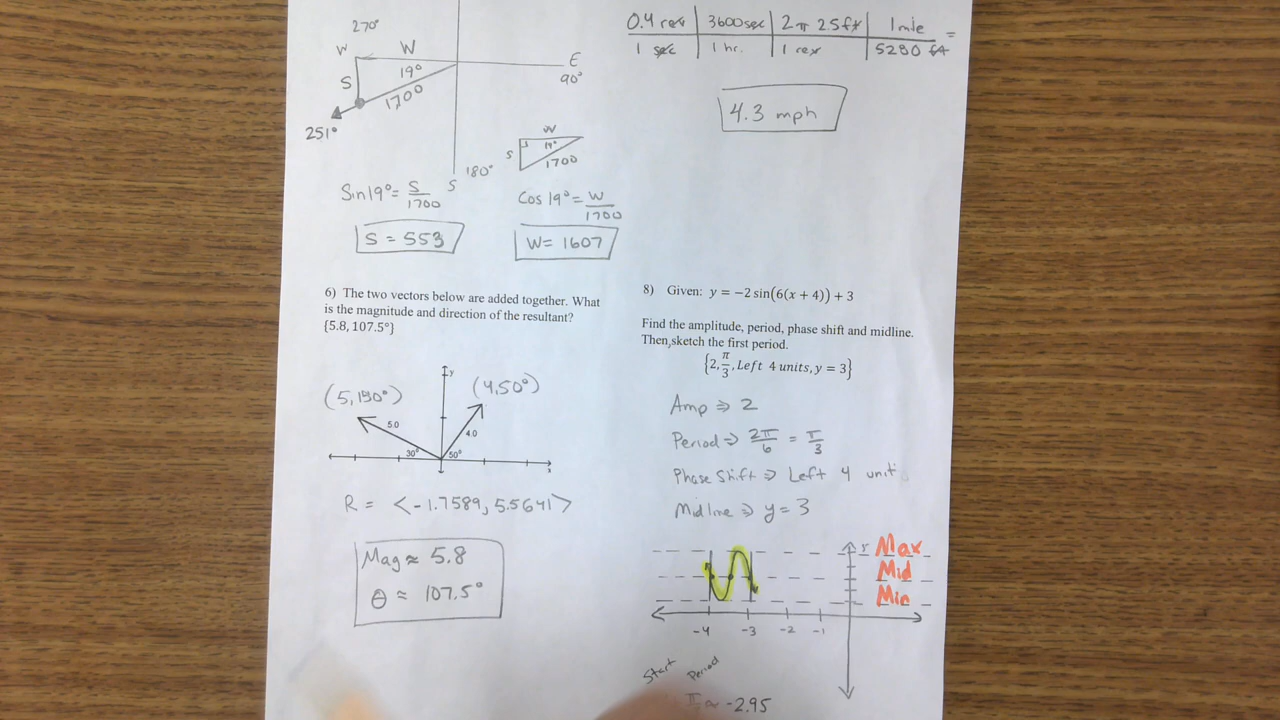 270°
W
W
E
90°
S
19°
1700
251°
W
S
19°
1700
180°
S
Sin19° = S/1700
Cos 19° = W/1700
S = 553
W = 1607
0.4 rev | 3600 sec | 2π 2.5ft | 1 mile =
1 sec | 1 hr. | 1 rev | 5280 ft
4.3 mph
6) The two vectors below are added together. What
is the magnitude and direction of the resultant?
{5.8, 107.5°}
(5,150°)
y
(4,50°)
5.0
4.0
30°
50°
x
R = <-1.7589, 5.5641>
Mag ≈ 5.8
θ ≈ 107.5°
8) Given: y = −2 sin(6(x + 4)) + 3
Find the amplitude, period, phase shift and midline.
Then, sketch the first period.
{2, π/3, Left 4 units, y = 3}
Amp ⇒ 2
Period ⇒ 2π/6 = π/3
Phase Shift ⇒ Left 4 unit
Midline ⇒ y = 3
Y
Max
Mid
Min
-4 -3 -2 -1
Start
Period
≈ -2.95